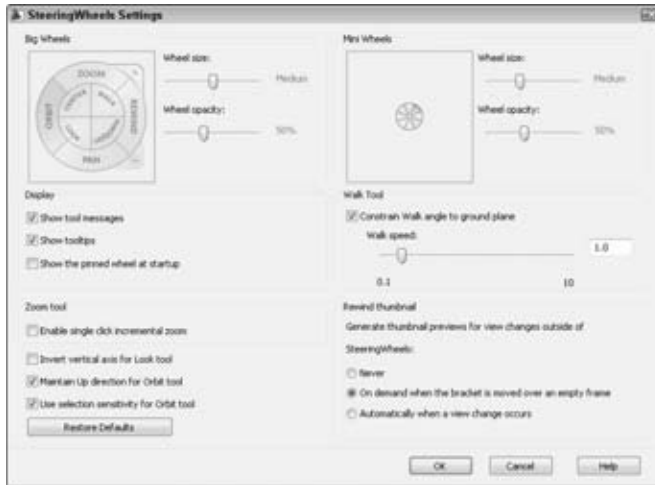 SteeringWheels Settings
Big Wheels
ZOOM
ORBIT
REWIND
PAN
CENTER
WALK
LOOK
UP/DOWN
Wheel size:
Medium
Wheel opacity:
50%
Mini Wheels
Wheel size:
Medium
Wheel opacity:
50%
Display
Show tool messages
Show tooltips
Show the pinned wheel at startup
Walk Tool
Constrain Walk angle to ground plane
Walk speed:
1.0
0.1
10
Zoom tool
Enable single click incremental zoom
Invert vertical axis for Look tool
Maintain Up direction for Orbit tool
Use selection sensitivity for Orbit tool
Restore Defaults
Rewind thumbnail
Generate thumbnail previews for view changes outside of
SteeringWheels:
Never
On demand when the bracket is moved over an empty frame
Automatically when a view change occurs
OK
Cancel
Help